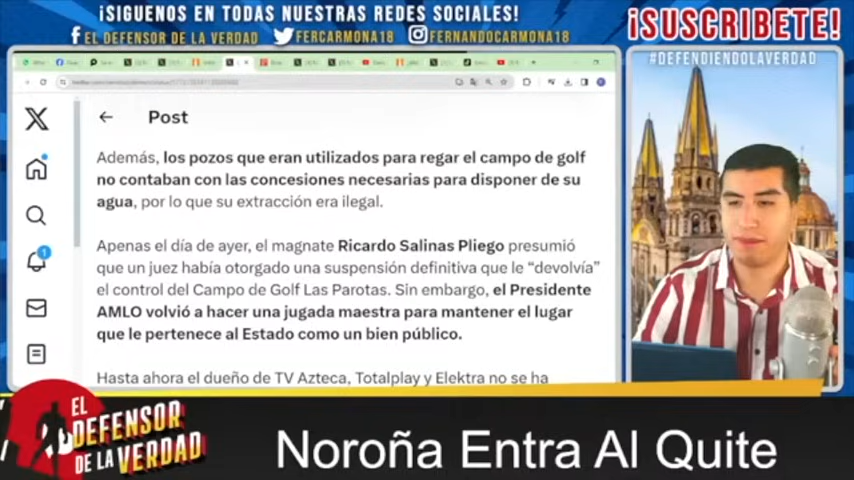 ¡SIGUENOS EN TODAS NUESTRAS REDES SOCIALES!
EL DEFENSOR DE LA VERDAD
FERCARMONA18
FERNANDOCARMONA18
¡SUSCRIBETE!
#DEFENDIENDOLAVERDAD
Post
Además, los pozos que eran utilizados para regar el campo de golf
no contaban con las concesiones necesarias para disponer de su
agua, por lo que su extracción era ilegal.
Apenas el día de ayer, el magnate Ricardo Salinas Pliego presumió
que un juez había otorgado una suspensión definitiva que le “devolvía”
el control del Campo de Golf Las Parotas. Sin embargo, el Presidente
AMLO volvió a hacer una jugada maestra para mantener el lugar
que le pertenece al Estado como un bien público.
Hasta ahora el dueño de TV Azteca, Totalplay y Elektra no se ha
1
EL
DEFENSOR
DE LA VERDAD
Noroña Entra Al Quite